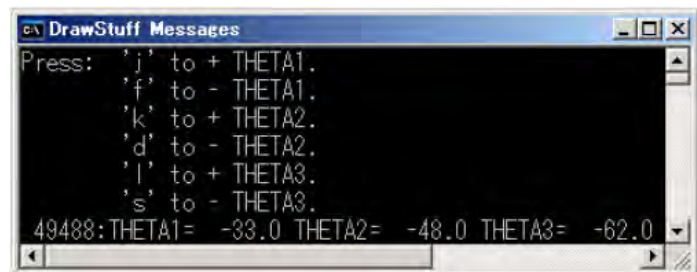 DrawStuff Messages
Press: 'j' to + THETA1.
'f' to - THETA1.
'k' to + THETA2.
'd' to - THETA2.
'l' to + THETA3.
's' to - THETA3.
49488:THETA1= -33.0 THETA2= -48.0 THETA3= -62.0